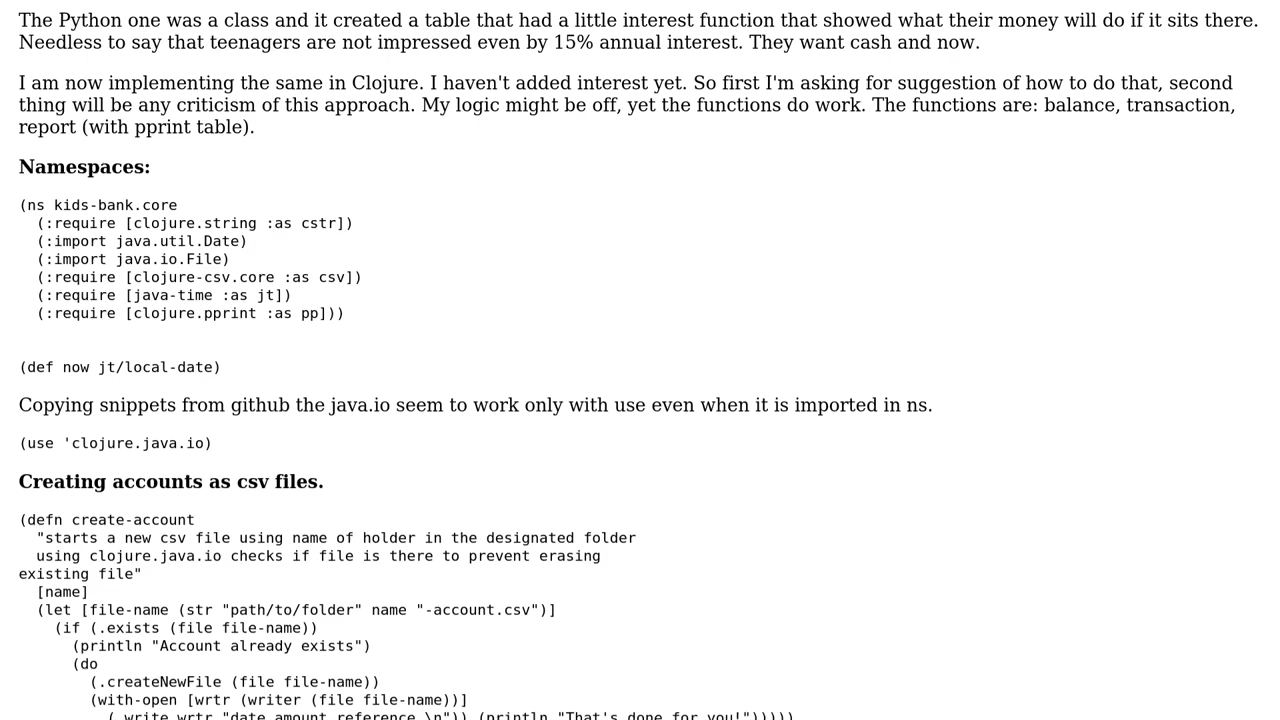 The Python one was a class and it created a table that had a little interest function that showed what their money will do if it sits there.
Needless to say that teenagers are not impressed even by 15% annual interest. They want cash and now.
I am now implementing the same in Clojure. I haven't added interest yet. So first I'm asking for suggestion of how to do that, second
thing will be any criticism of this approach. My logic might be off, yet the functions do work. The functions are: balance, transaction,
report (with pprint table).
Namespaces:
(ns kids-bank.core
  (:require [clojure.string :as cstr])
  (:import java.util.Date)
  (:import java.io.File)
  (:require [clojure-csv.core :as csv])
  (:require [java-time :as jt])
  (:require [clojure.pprint :as pp]))
(def now jt/local-date)
Copying snippets from github the java.io seem to work only with use even when it is imported in ns.
(use 'clojure.java.io)
Creating accounts as csv files.
(defn create-account
  "starts a new csv file using name of holder in the designated folder
  using clojure.java.io checks if file is there to prevent erasing
existing file"
  [name]
  (let [file-name (str "path/to/folder" name "-account.csv")]
    (if (.exists (file file-name))
      (println "Account already exists")
      (do
        (.createNewFile (file file-name))
        (with-open [wrtr (writer (file file-name))]
          (.write wrtr "date,amount,reference,\n")) (println "That's done for you!")))))